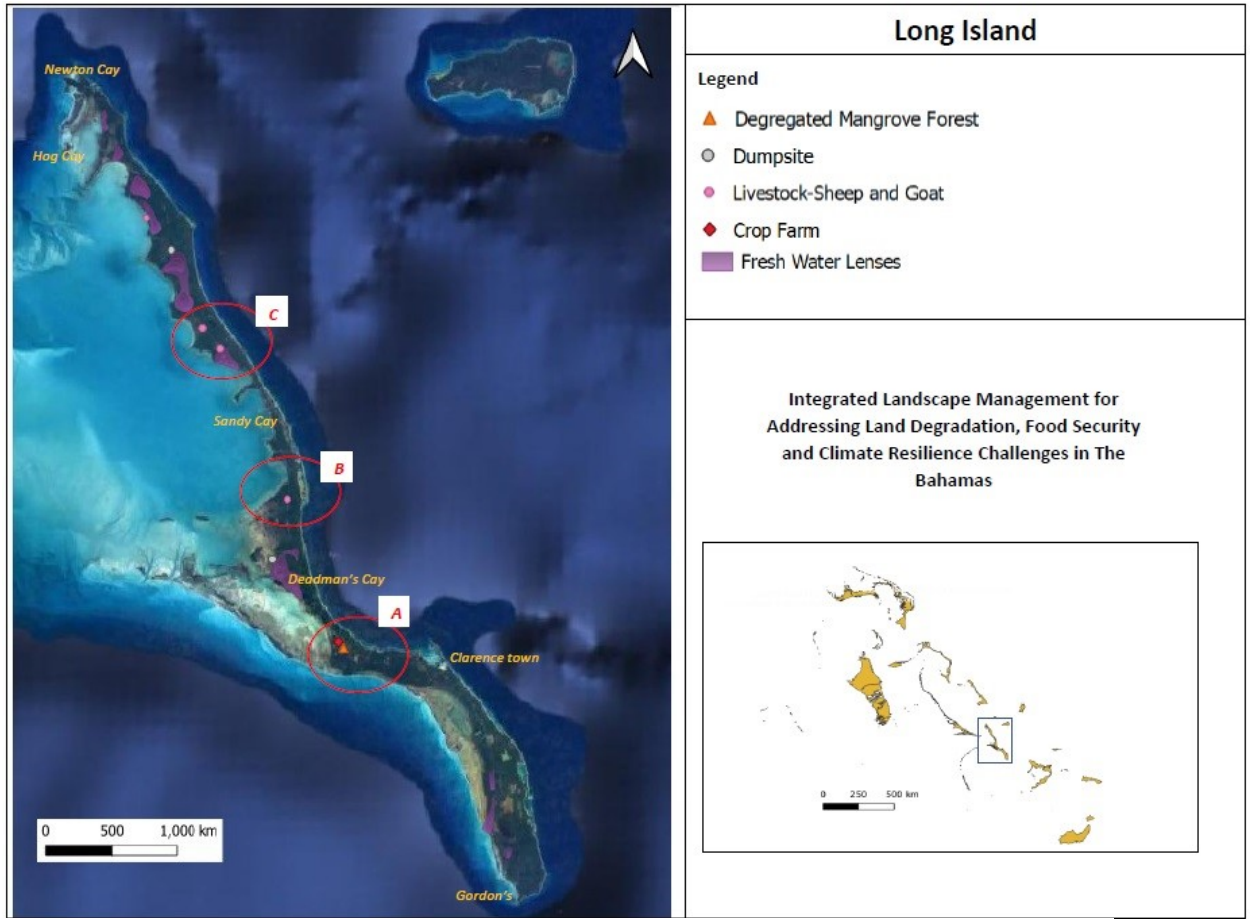 Long Island
Legend
Degregated Mangrove Forest
Dumpsite
Livestock-Sheep and Goat
Crop Farm
Fresh Water Lenses
Integrated Landscape Management for
Addressing Land Degradation, Food Security
and Climate Resilience Challenges in The
Bahamas
0 250 500 km
Newton Cay
Hog Cay
C
Sandy Cay
B
Deadman's Cay
A
Clarence town
0 500 1,000 km
Gordon's